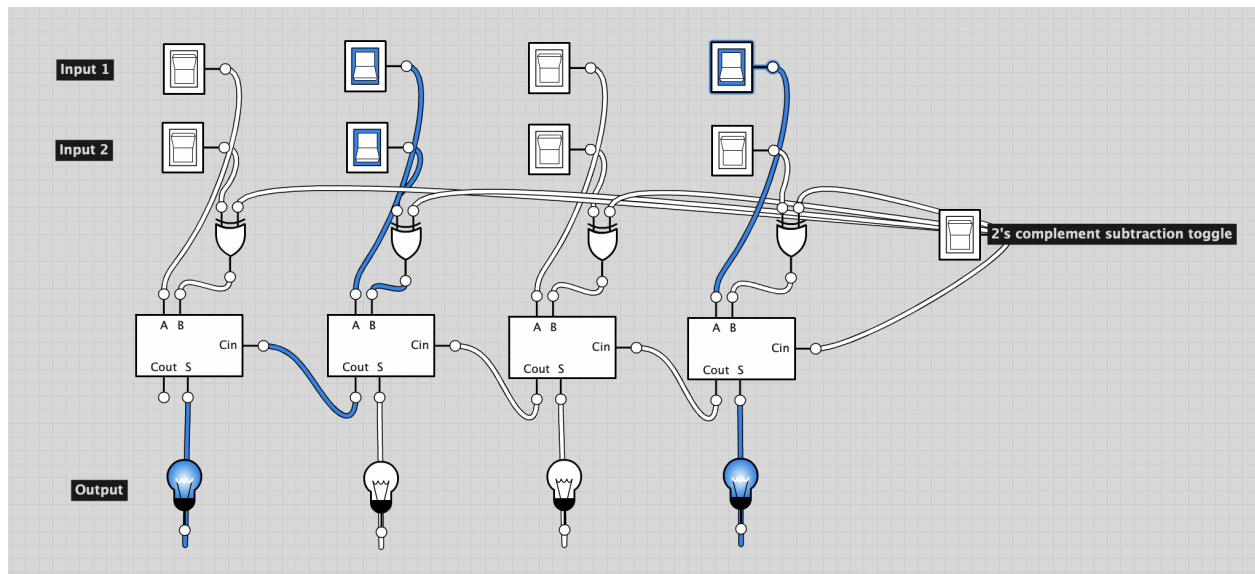 Input 1
Input 2
2's complement subtraction toggle
A B
Cin
Cout S
A B
Cin
Cout S
A B
Cin
Cout S
A B
Cin
Cout S
Output